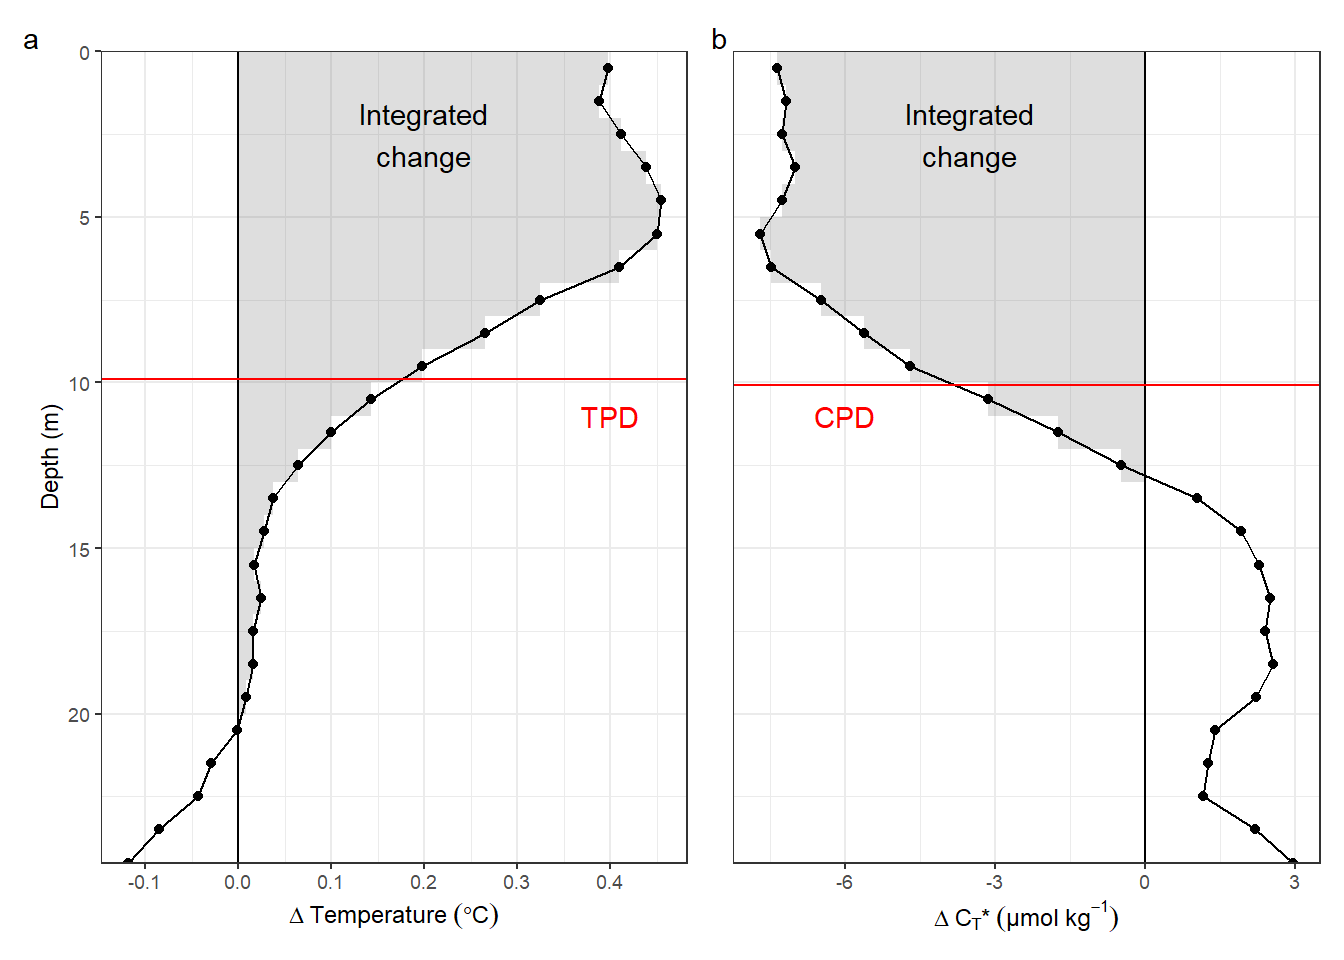 a
b
0
5
10
15
20
Depth (m)
Integrated
change
TPD
-0.1
0.0
0.1
0.2
0.3
0.4
Δ Temperature (°C)
Integrated
change
CPD
-6
-3
0
3
Δ C_T* (µmol kg⁻¹)